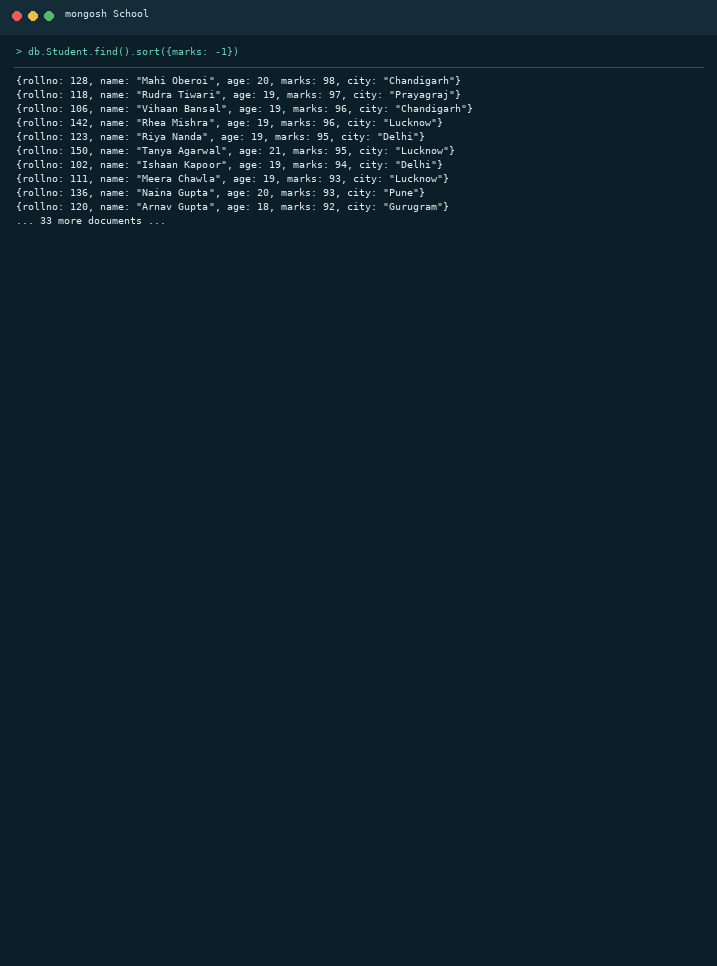 mongosh School
> db.Student.find().sort({marks: -1})
{rollno: 128, name: "Mahi Oberoi", age: 20, marks: 98, city: "Chandigarh"}
{rollno: 118, name: "Rudra Tiwari", age: 19, marks: 97, city: "Prayagraj"}
{rollno: 106, name: "Vihaan Bansal", age: 19, marks: 96, city: "Chandigarh"}
{rollno: 142, name: "Rhea Mishra", age: 19, marks: 96, city: "Lucknow"}
{rollno: 123, name: "Riya Nanda", age: 19, marks: 95, city: "Delhi"}
{rollno: 150, name: "Tanya Agarwal", age: 21, marks: 95, city: "Lucknow"}
{rollno: 102, name: "Ishaan Kapoor", age: 19, marks: 94, city: "Delhi"}
{rollno: 111, name: "Meera Chawla", age: 19, marks: 93, city: "Lucknow"}
{rollno: 136, name: "Naina Gupta", age: 20, marks: 93, city: "Pune"}
{rollno: 120, name: "Arnav Gupta", age: 18, marks: 92, city: "Gurugram"}
... 33 more documents ...